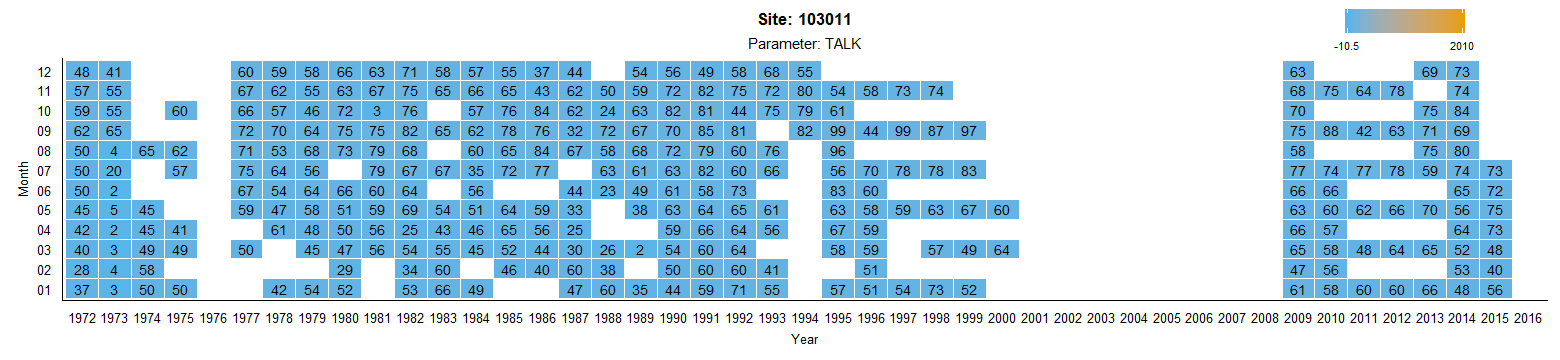 Site: 103011
Parameter: TALK
-10.5 2010
12 48 41 60 59 58 66 63 71 58 57 55 37 44 54 56 49 58 68 55 63 69 73
11 57 55 67 62 55 63 67 75 65 66 65 43 62 50 59 72 82 75 72 80 54 58 73 74 68 75 64 78 74
10 59 55 60 66 57 46 72 3 76 57 76 84 62 24 63 82 81 44 75 79 61 70 75 84
09 62 65 72 70 64 75 75 82 65 62 78 76 32 72 67 70 85 81 82 99 44 99 87 97 75 88 42 63 71 69
08 50 4 65 62 71 53 68 73 79 68 60 65 84 67 58 68 72 79 60 76 96 58 75 80
07 50 20 57 75 64 56 79 67 67 35 72 77 63 61 63 82 60 66 56 70 78 78 83 77 74 77 78 59 74 73
06 50 2 67 54 64 66 60 64 56 44 23 49 61 58 73 83 60 66 66 65 72
05 45 5 45 59 47 58 51 59 69 54 51 64 59 33 38 63 64 65 61 63 58 59 63 67 60 63 60 62 66 70 56 75
04 42 2 45 41 61 48 50 56 25 43 46 65 56 25 59 66 64 56 67 59 66 57 64 73
03 40 3 49 49 50 45 47 56 54 55 45 52 44 30 26 2 54 60 64 58 59 57 49 64 65 58 48 64 65 52 48
02 28 4 58 29 34 60 46 40 60 38 50 60 60 41 51 47 56 53 40
01 37 3 50 50 42 54 52 53 66 49 47 60 35 44 59 71 55 57 51 54 73 52 61 58 60 60 66 48 56
Month
1972 1973 1974 1975 1976 1977 1978 1979 1980 1981 1982 1983 1984 1985 1986 1987 1988 1989 1990 1991 1992 1993 1994 1995 1996 1997 1998 1999 2000 2001 2002 2003 2004 2005 2006 2007 2008 2009 2010 2011 2012 2013 2014 2015 2016
Year